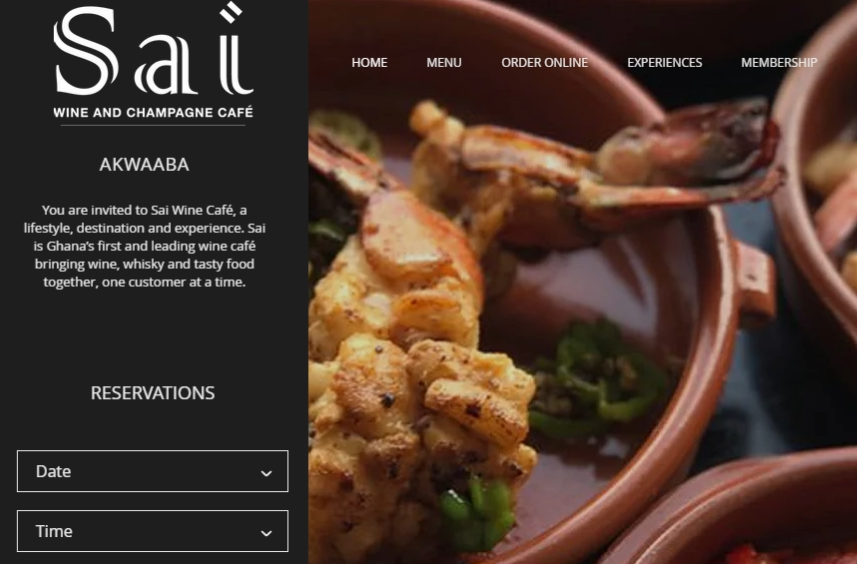 Saï
WINE AND CHAMPAGNE CAFÉ
HOME MENU ORDER ONLINE EXPERIENCES MEMBERSHIP
AKWAABA
You are invited to Sai Wine Café, a
lifestyle, destination and experience. Sai
is Ghana's first and leading wine café
bringing wine, whisky and tasty food
together, one customer at a time.
RESERVATIONS
Date
Time